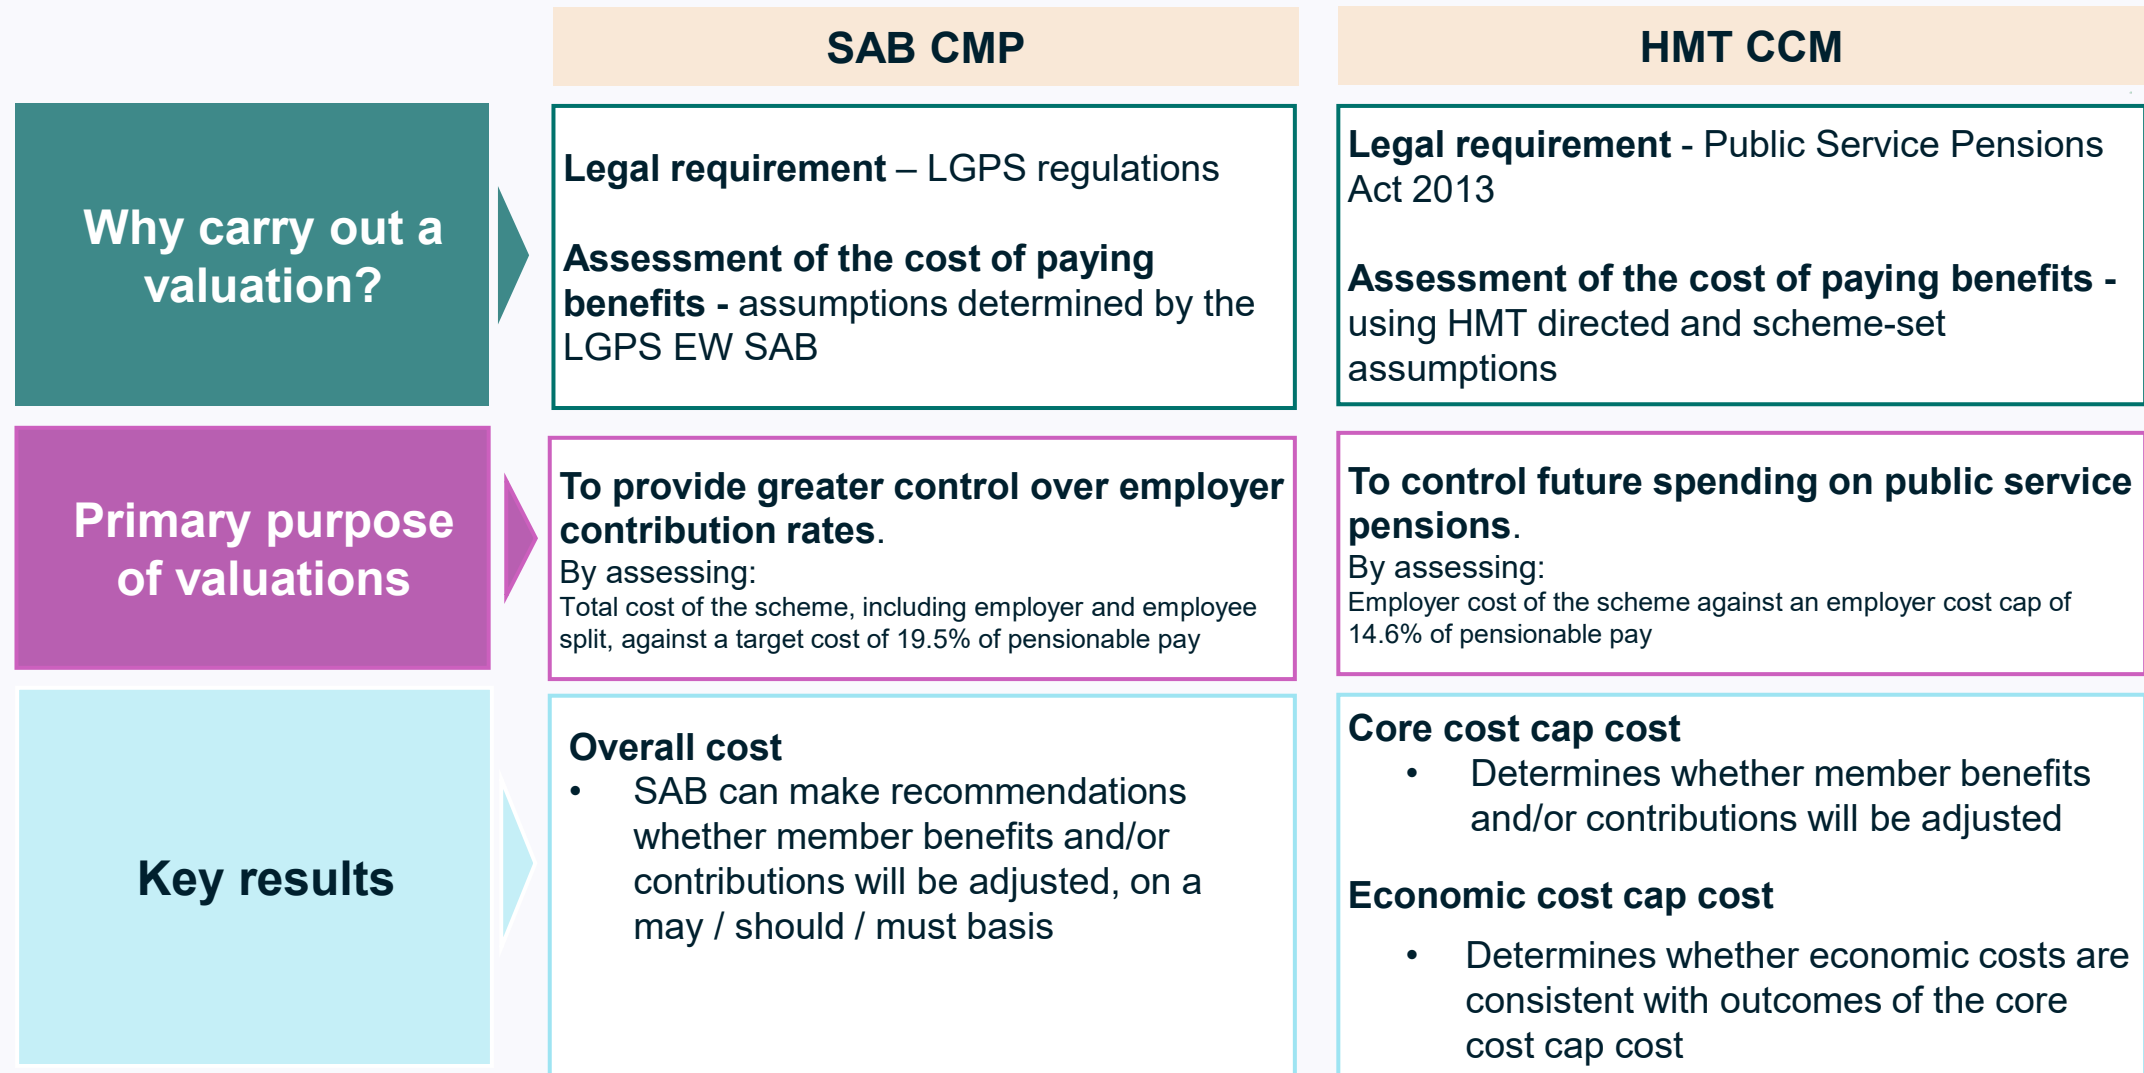 SAB CMP
HMT CCM
Why carry out a
valuation?
Legal requirement – LGPS regulations
Assessment of the cost of paying
benefits - assumptions determined by the
LGPS EW SAB
Legal requirement - Public Service Pensions
Act 2013
Assessment of the cost of paying benefits -
using HMT directed and scheme-set
assumptions
Primary purpose
of valuations
To provide greater control over employer
contribution rates.
By assessing:
Total cost of the scheme, including employer and employee
split, against a target cost of 19.5% of pensionable pay
To control future spending on public service
pensions.
By assessing:
Employer cost of the scheme against an employer cost cap of
14.6% of pensionable pay
Key results
Overall cost
• SAB can make recommendations
whether member benefits and/or
contributions will be adjusted, on a
may / should / must basis
Core cost cap cost
• Determines whether member benefits
and/or contributions will be adjusted
Economic cost cap cost
• Determines whether economic costs are
consistent with outcomes of the core
cost cap cost